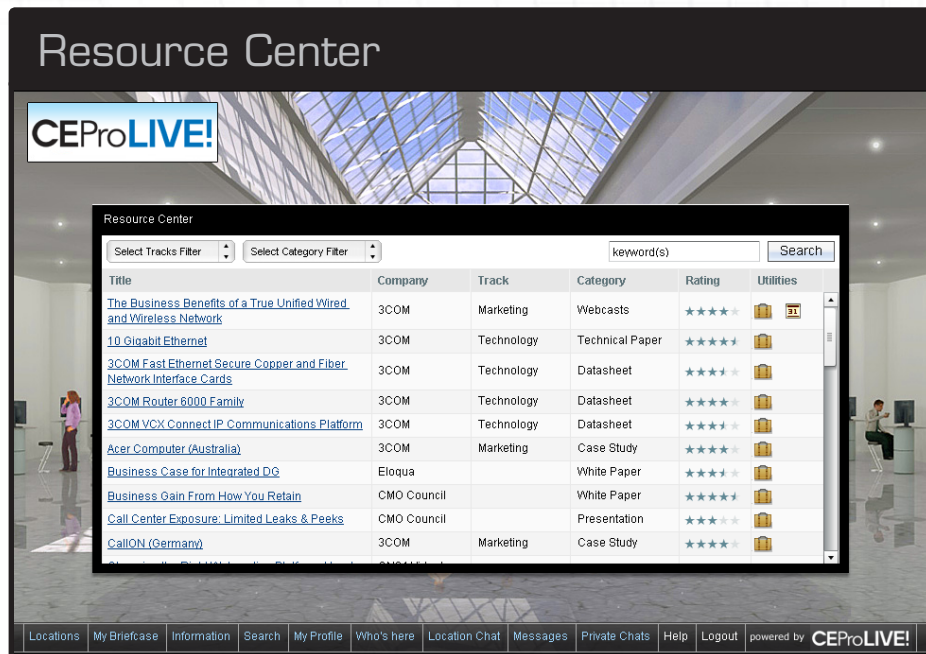 Resource Center
CEProLIVE!
Resource Center
Select Tracks Filter Select Category Filter keyword(s) Search
Title Company Track Category Rating Utilities
The Business Benefits of a True Unified Wired
and Wireless Network 3COM Marketing Webcasts 31
10 Gigabit Ethernet 3COM Technology Technical Paper
3COM Fast Ethernet Secure Copper and Fiber
Network Interface Cards 3COM Technology Datasheet
3COM Router 6000 Family 3COM Technology Datasheet
3COM VCX Connect IP Communications Platform 3COM Technology Datasheet
Acer Computer (Australia) 3COM Marketing Case Study
Business Case for Integrated DG Eloqua White Paper
Business Gain From How You Retain CMO Council White Paper
Call Center Exposure: Limited Leaks & Peeks CMO Council Presentation
CallON (Germany) 3COM Marketing Case Study
Locations My Briefcase Information Search My Profile Who's here Location Chat Messages Private Chats Help Logout powered by CEProLIVE!